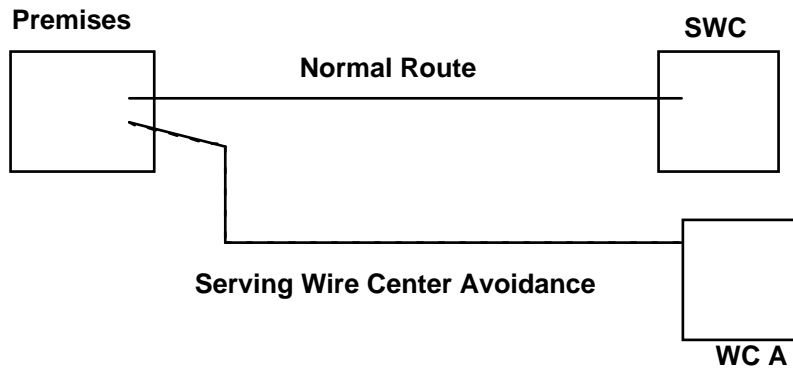 Premises
SWC
Normal Route
Serving Wire Center Avoidance
WC A